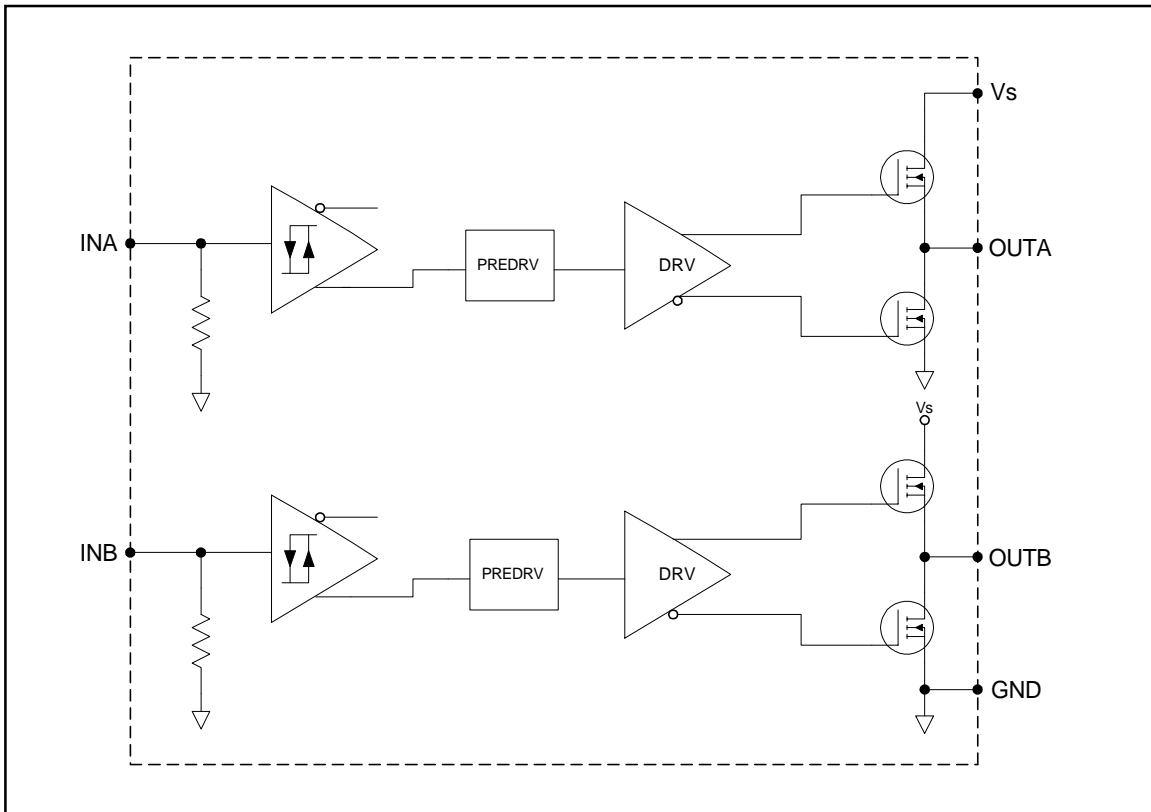 Vs
INA
PREDRV
DRV
OUTA
Vs
INB
PREDRV
DRV
OUTB
GND